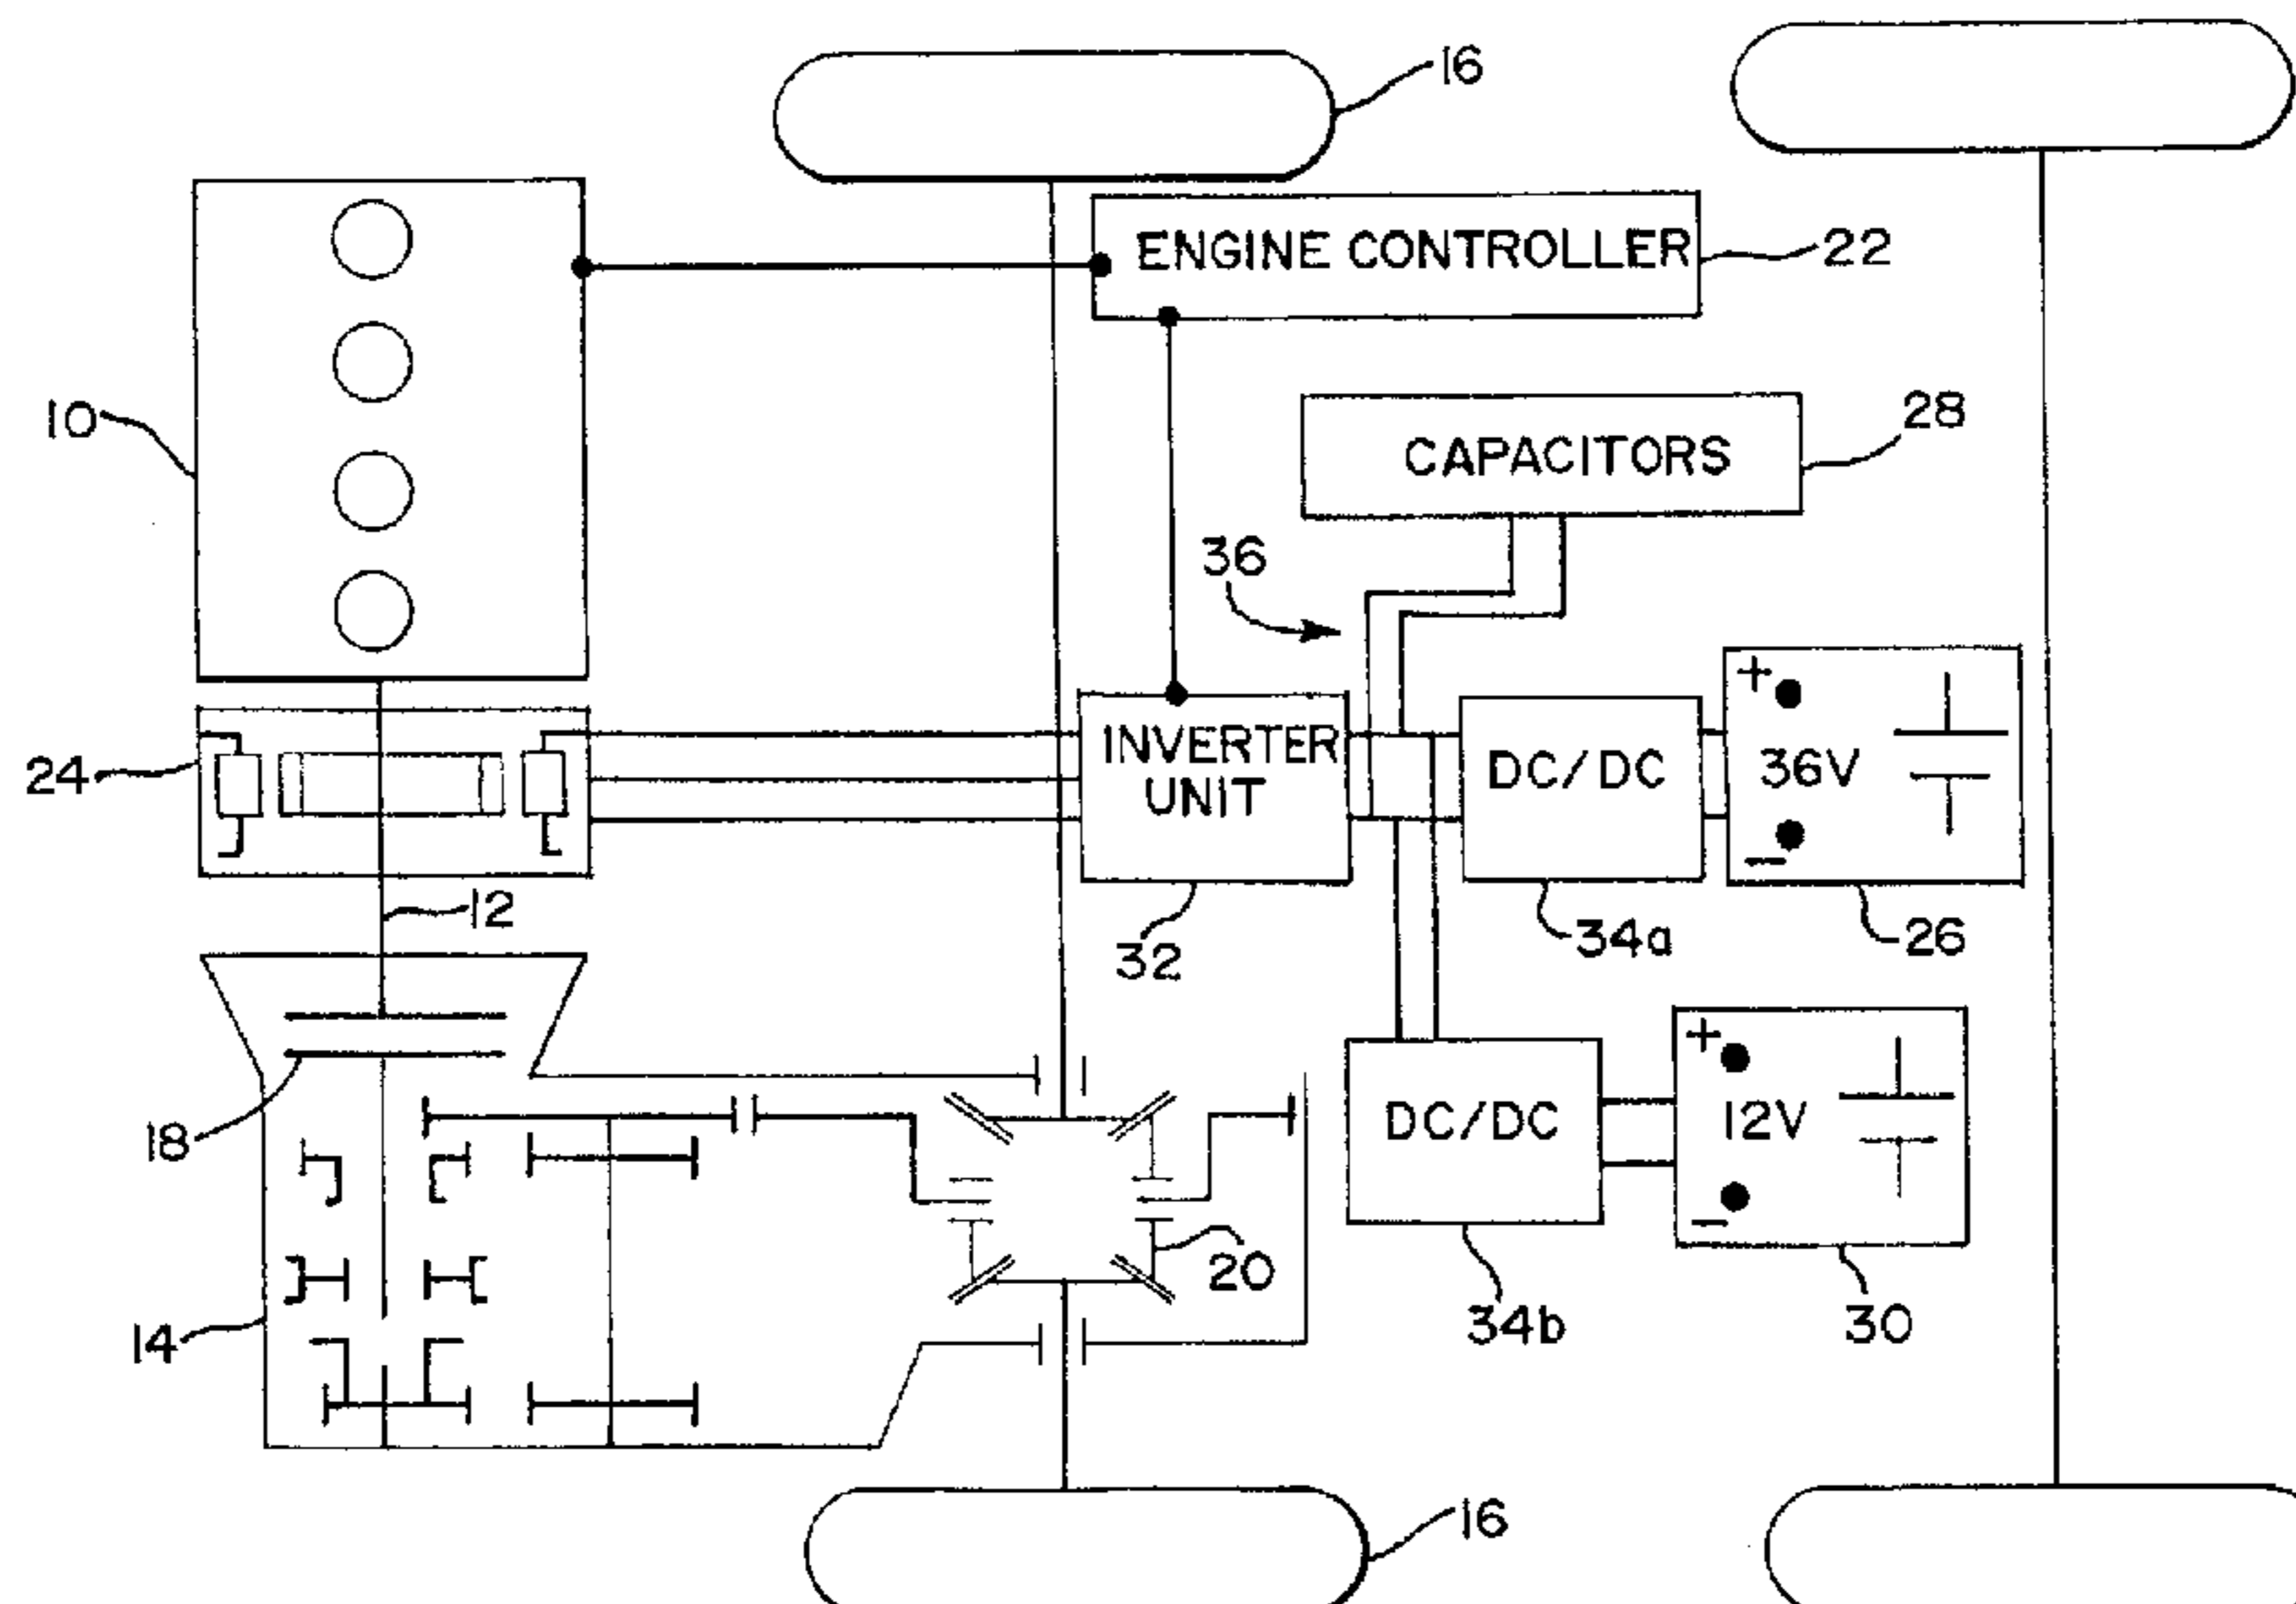 16
ENGINE CONTROLLER
22
10
CAPACITORS
28
36
INVERTER
UNIT
DC/DC
+
36V
−
24
12
32
34a
26
18
DC/DC
+
12V
−
20
14
34b
30
16